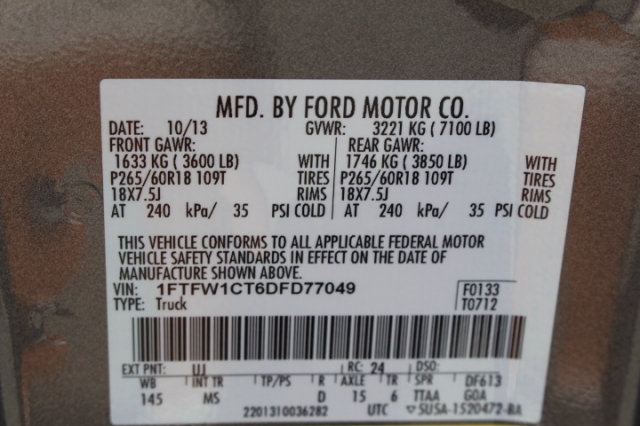 MFD. BY FORD MOTOR CO.
DATE: 10/13 GVWR: 3221 KG ( 7100 LB)
FRONT GAWR: REAR GAWR:
1633 KG ( 3600 LB) WITH 1746 KG ( 3850 LB) WITH
P265/60R18 109T TIRES P265/60R18 109T TIRES
18X7.5J RIMS 18X7.5J RIMS
AT 240 kPa/ 35 PSI COLD AT 240 kPa/ 35 PSI COLD
THIS VEHICLE CONFORMS TO ALL APPLICABLE FEDERAL MOTOR
VEHICLE SAFETY STANDARDS IN EFFECT ON THE DATE OF
MANUFACTURE SHOWN ABOVE.
VIN: 1FTFW1CT6DFD77049 F0133
TYPE: Truck T0712
EXT PNT: UJ RC: 24 DSO:
WB INT TR TP/PS R AXLE TR SPR DF613
145 MS D 15 6 TTAA GOA
2201310036282 UTC ▽SU5A-1520472-BA